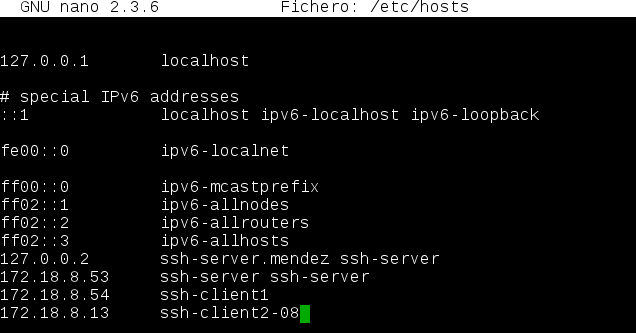 GNU nano 2.3.6 Fichero: /etc/hosts
127.0.0.1 localhost
# special IPv6 addresses
::1 localhost ipv6-localhost ipv6-loopback
fe00::0 ipv6-localnet
ff00::0 ipv6-mcastprefix
ff02::1 ipv6-allnodes
ff02::2 ipv6-allrouters
ff02::3 ipv6-allhosts
127.0.0.2 ssh-server.mendez ssh-server
172.18.8.53 ssh-server ssh-server
172.18.8.54 ssh-client1
172.18.8.13 ssh-client2-08